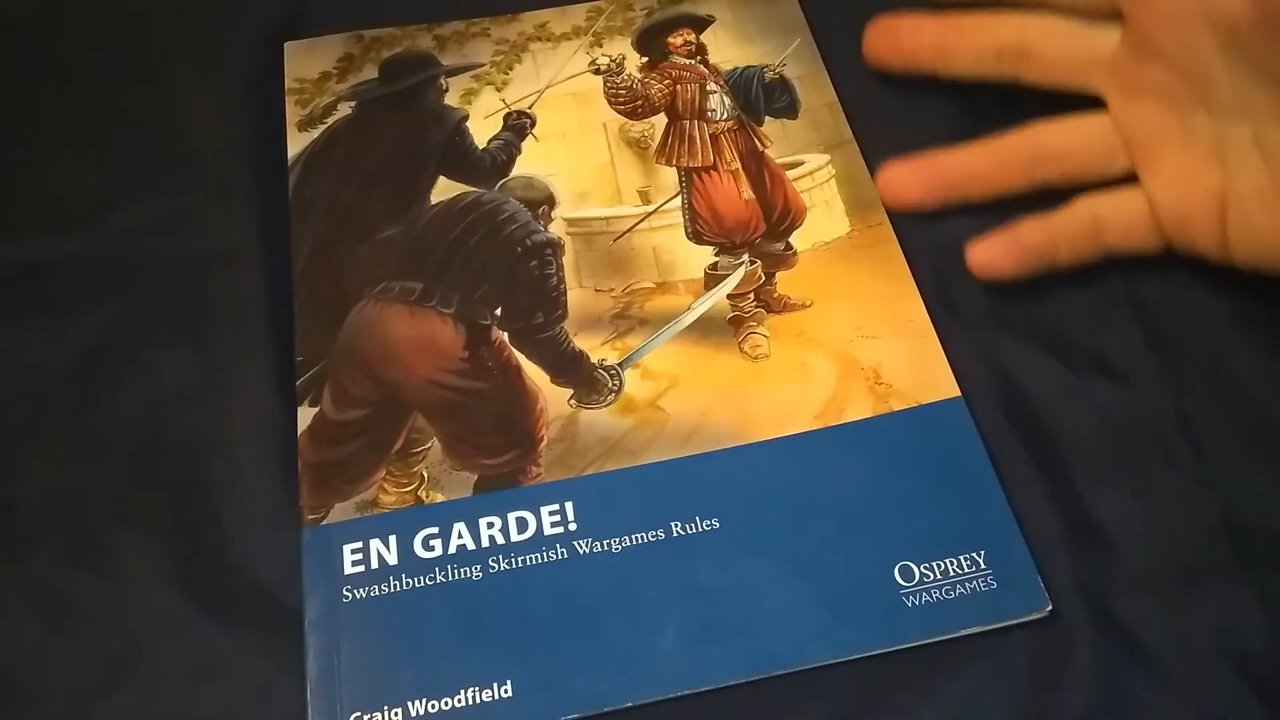 EN GARDE!
Swashbuckling Skirmish Wargames Rules
OSPREY
WARGAMES
Craig Woodfield